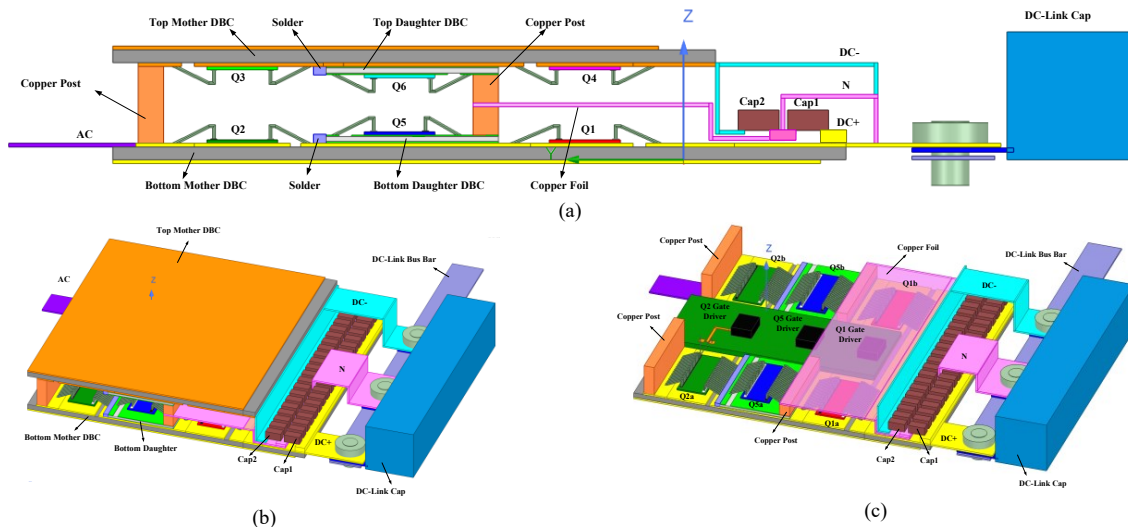 Top Mother DBC
Solder
Top Daughter DBC
Copper Post
Z
DC-Link Cap
Q3
Q6
Q4
DC-
N
Copper Post
Cap2
Cap1
Q2
Q5
Q1
DC+
AC
Bottom Mother DBC
Solder
Bottom Daughter DBC
Copper Foil
Y
(a)
Top Mother DBC
Z
AC
DC-Link Bus Bar
DC-
N
Bottom Mother DBC
Bottom Daughter
DC+
Cap2
Cap1
DC-Link Cap
(b)
Copper Post
Z
Copper Foil
Q2b
Q5b
Q1b
DC-Link Bus Bar
AC
DC-
Copper Post
Q2 Gate
Driver
Q5 Gate
Driver
Q1 Gate
Driver
N
Q2a
Q5a
Q1a
DC+
Copper Post
Cap2
Cap1
DC-Link Cap
(c)